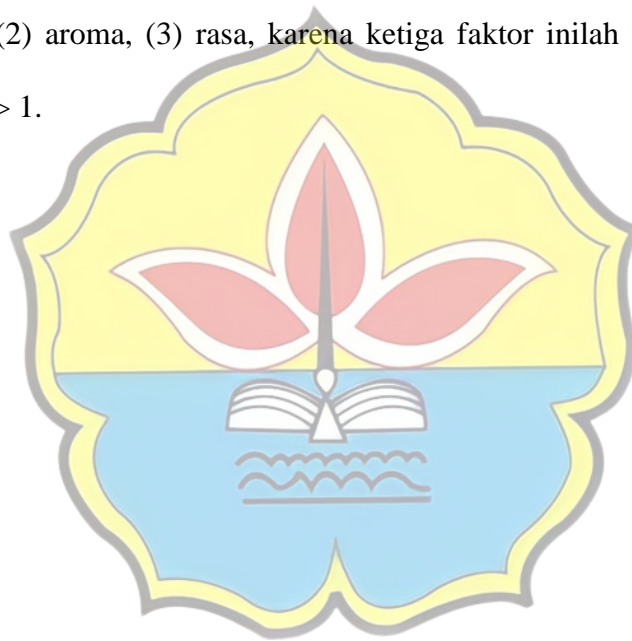 (2) aroma, (3) rasa, karena ketiga faktor inilah
> 1.